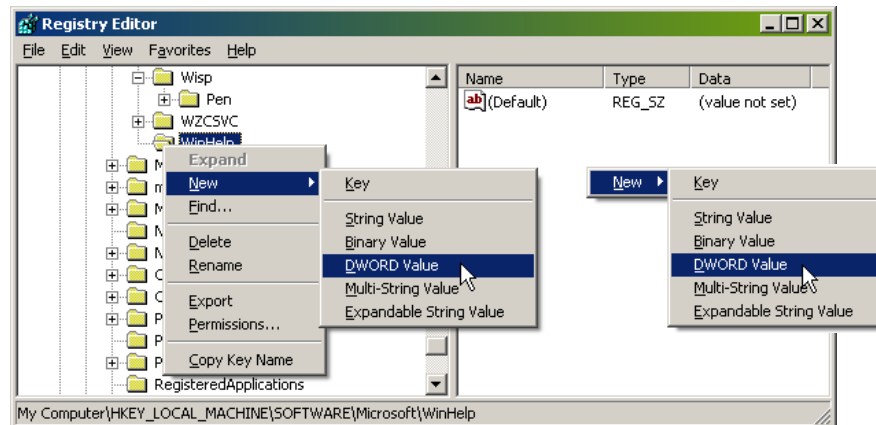 Registry Editor
File Edit View Favorites Help
Wisp
Pen
WZCSVC
WinHelp
Name Type Data
(Default) REG_SZ (value not set)
Expand
New
Find...
Delete
Rename
Export
Permissions...
Copy Key Name
Key
String Value
Binary Value
DWORD Value
Multi-String Value
Expandable String Value
New
Key
String Value
Binary Value
DWORD Value
Multi-String Value
Expandable String Value
RegisteredApplications
My Computer\HKEY_LOCAL_MACHINE\SOFTWARE\Microsoft\WinHelp